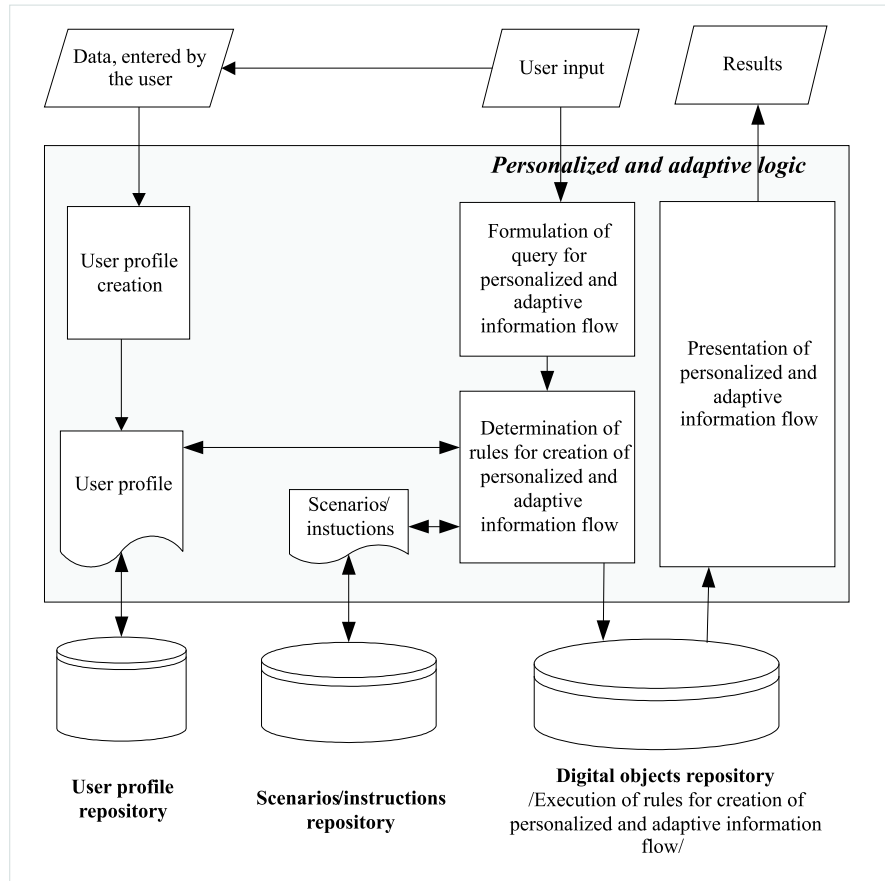 Data, entered by
the user
User input
Results
Personalized and adaptive logic
User profile
creation
Formulation of
query for
personalized and
adaptive
information flow
Presentation of
personalized and
adaptive
information flow
User profile
Scenarios/
instuctions
Determination of
rules for creation of
personalized and
adaptive
information flow
User profile
repository
Scenarios/instructions
repository
Digital objects repository
/Execution of rules for creation of
personalized and adaptive information
flow/